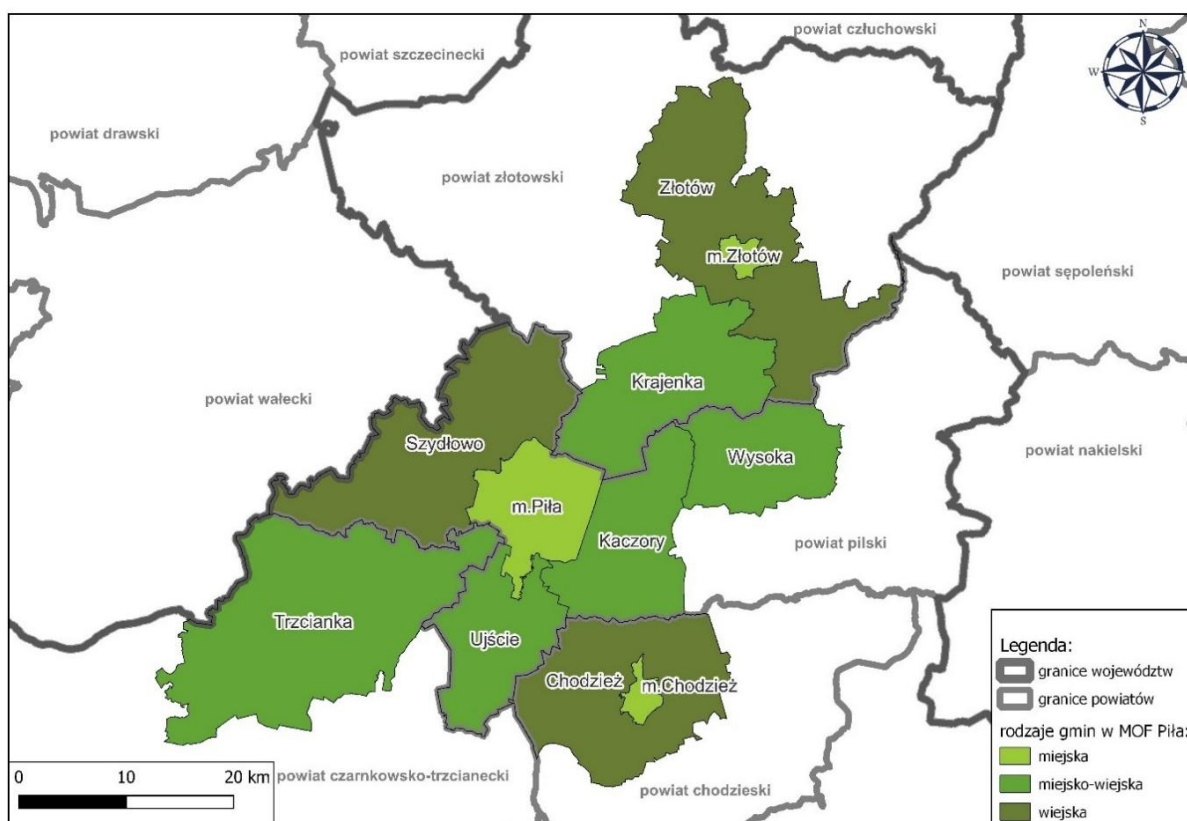 powiat człuchowski
powiat szczecinecki
N
W
E
S
powiat drawski
powiat złotowski
Złotów
m.Złotów
powiat sępoleński
Krajenka
powiat wałecki
Szydłowo
Wysoka
powiat nakielski
m.Piła
Kaczory
powiat pilski
Trzcianka
Ujście
Chodzież
m.Chodzież
powiat czarnkowsko-trzcianecki
powiat chodzieski
0 10 20 km
Legenda:
granice województw
granice powiatów
rodzaje gmin w MOF Piła:
miejska
miejsko-wiejska
wiejska